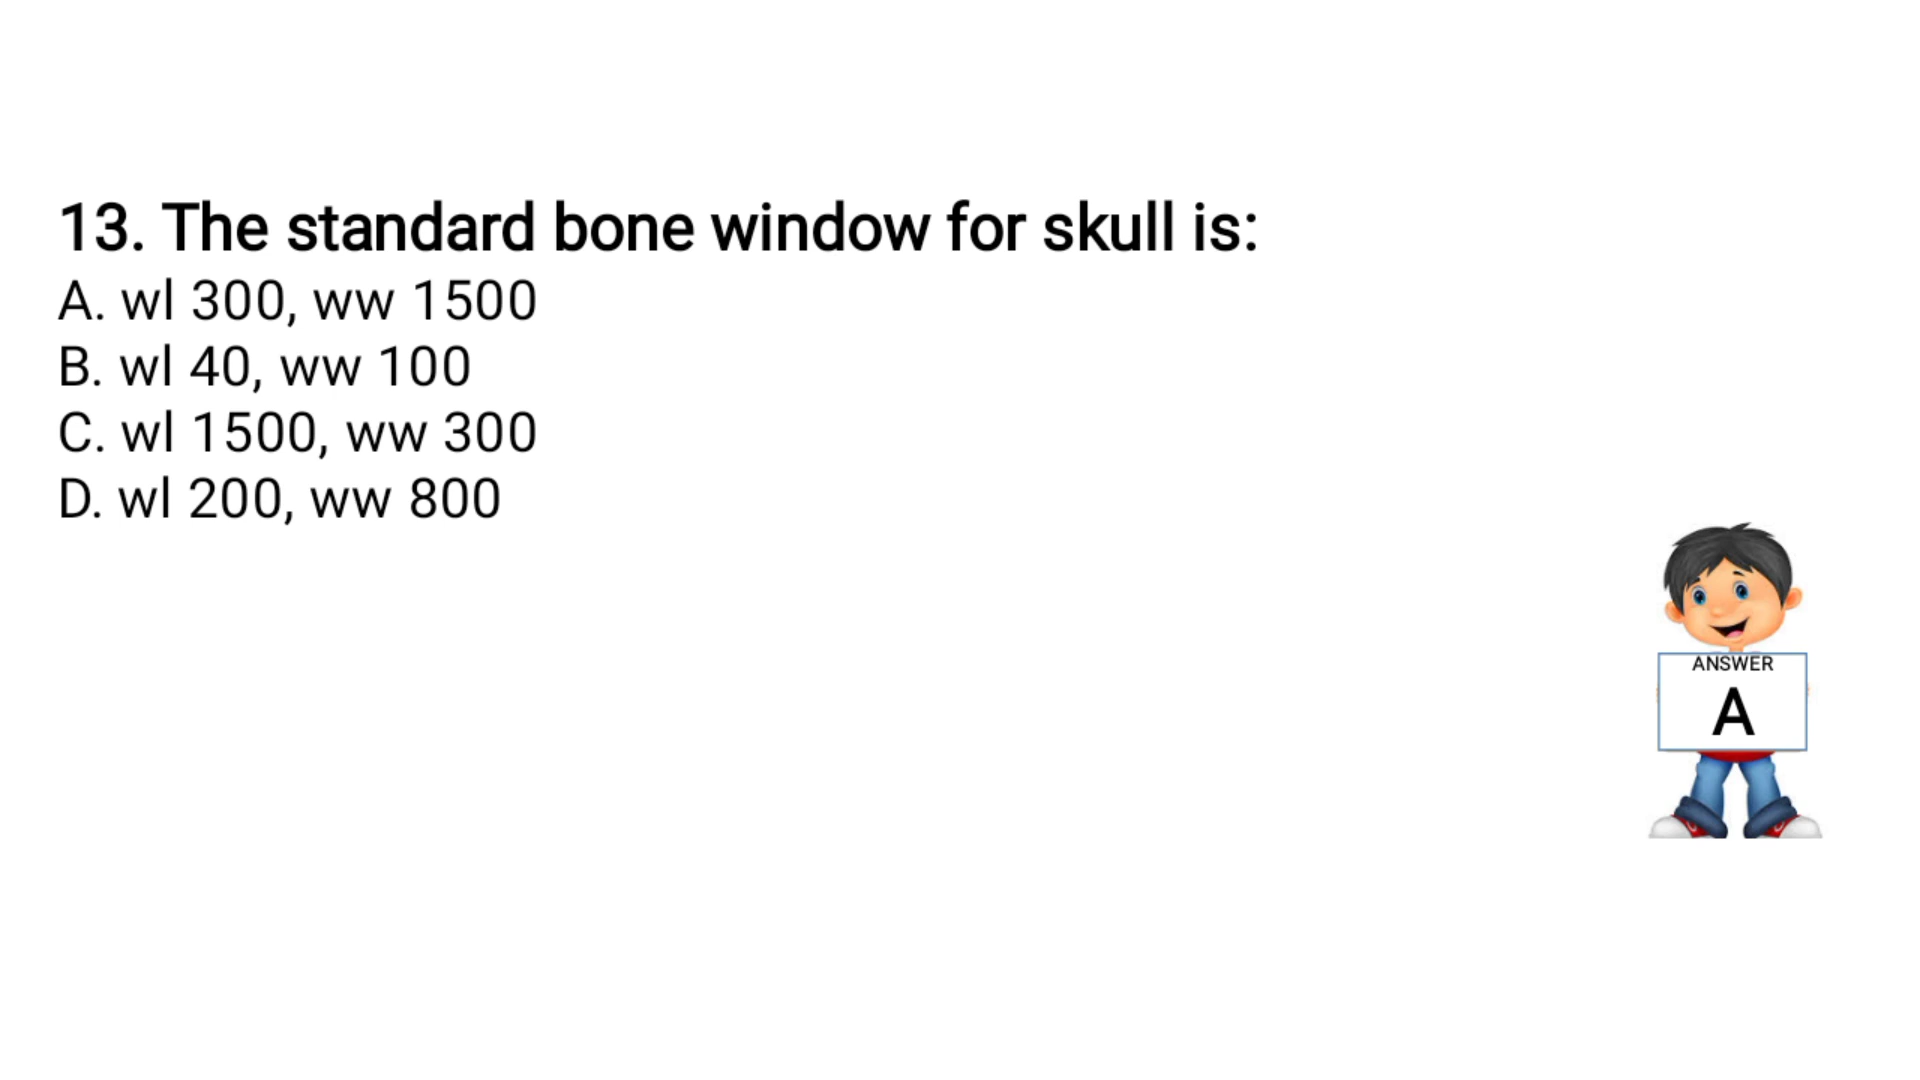 13. The standard bone window for skull is:
A. wl 300, ww 1500
B. wl 40, ww 100
C. wl 1500, ww 300
D. wl 200, ww 800
ANSWER
A